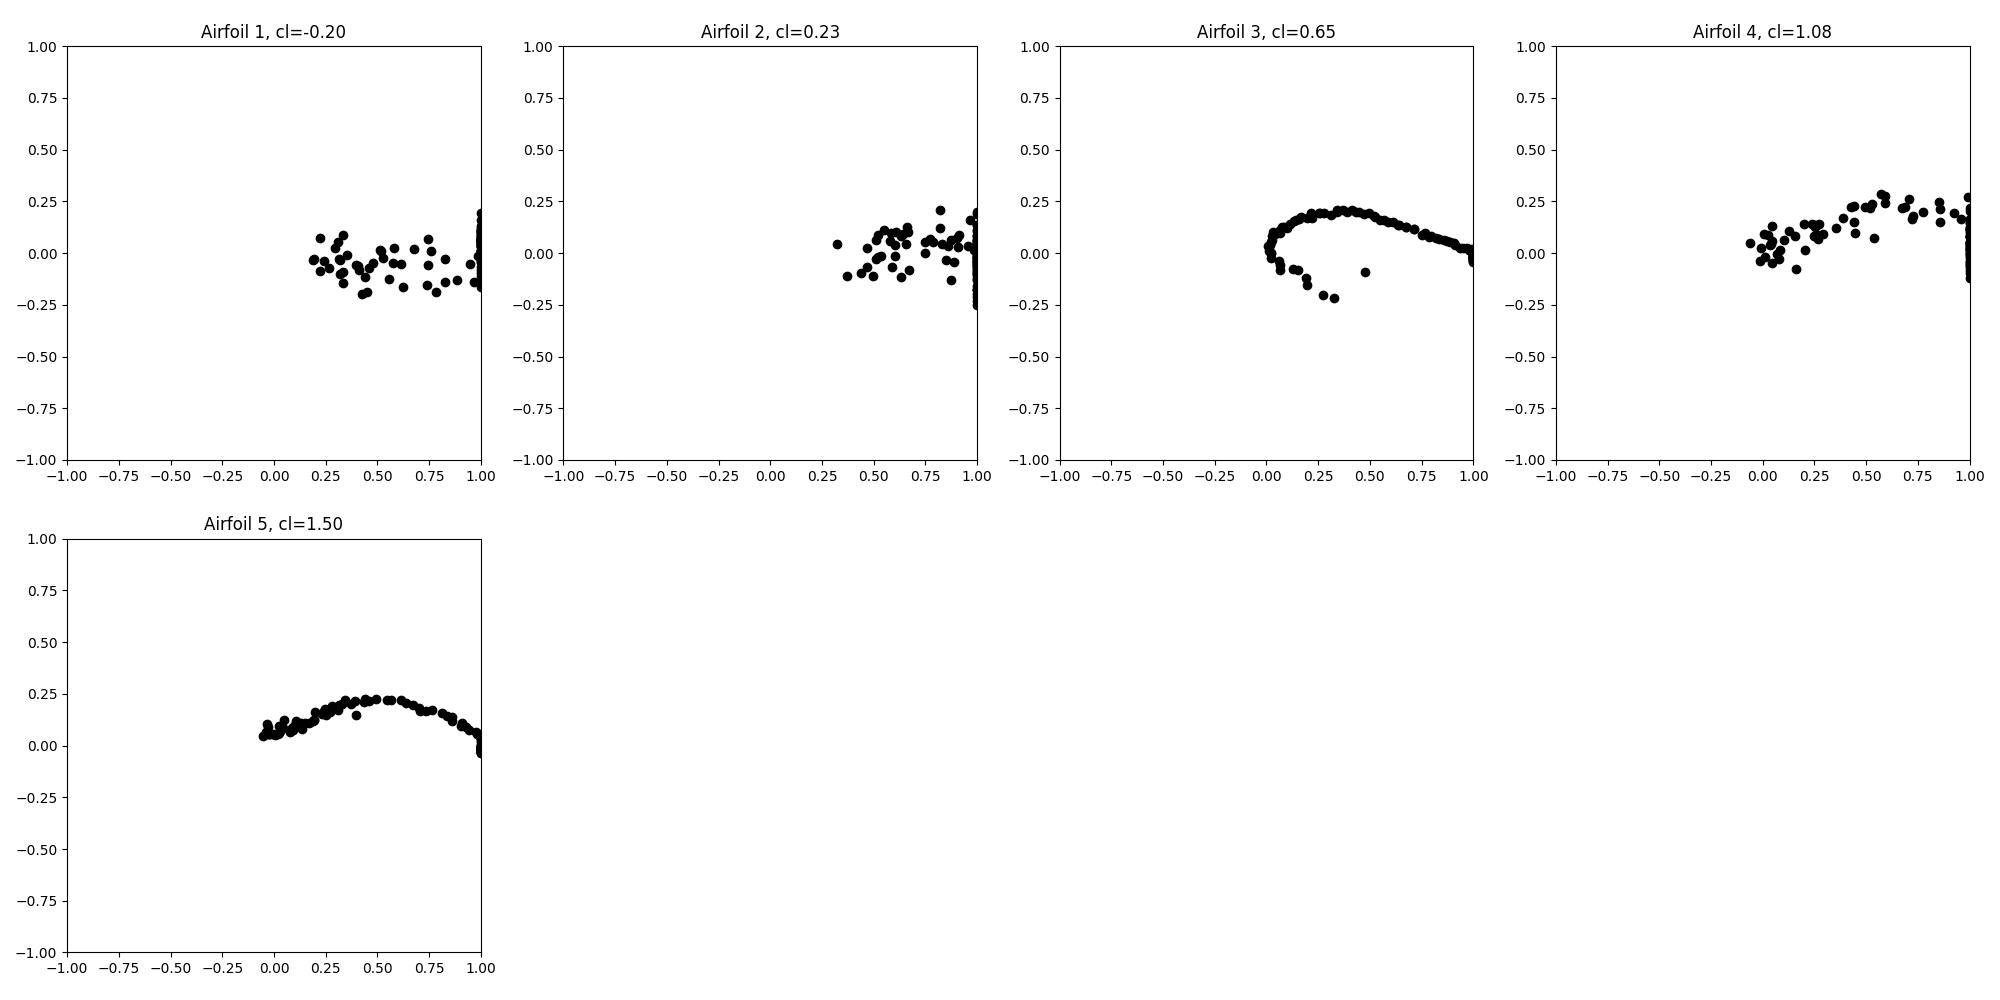 Airfoil 1, cl=-0.20
Airfoil 2, cl=0.23
Airfoil 3, cl=0.65
Airfoil 4, cl=1.08
1.00 1.00 1.00 1.00
0.75 0.75 0.75 0.75
0.50 0.50 0.50 0.50
0.25 0.25 0.25 0.25
0.00 0.00 0.00 0.00
−0.25 −0.25 −0.25 −0.25
−0.50 −0.50 −0.50 −0.50
−0.75 −0.75 −0.75 −0.75
−1.00 −1.00 −1.00 −1.00
−1.00 −0.75 −0.50 −0.25 0.00 0.25 0.50 0.75 1.00
−1.00 −0.75 −0.50 −0.25 0.00 0.25 0.50 0.75 1.00
−1.00 −0.75 −0.50 −0.25 0.00 0.25 0.50 0.75 1.00
−1.00 −0.75 −0.50 −0.25 0.00 0.25 0.50 0.75 1.00
Airfoil 5, cl=1.50
1.00
0.75
0.50
0.25
0.00
−0.25
−0.50
−0.75
−1.00
−1.00 −0.75 −0.50 −0.25 0.00 0.25 0.50 0.75 1.00